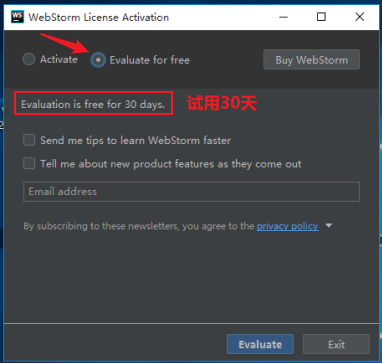 WS
WebStorm License Activation
Activate
Evaluate for free
Buy WebStorm
Evaluation is free for 30 days.
试用30天
Send me tips to learn WebStorm faster
Tell me about new product features as they come out
Email address
By subscribing to these newsletters, you agree to the privacy policy
Evaluate
Exit